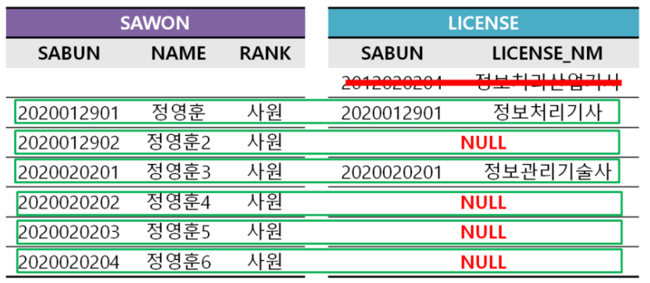 SAWON LICENSE
SABUN NAME RANK SABUN LICENSE_NM
2012020204 정보처리산업기사
2020012901 정영훈 사원 2020012901 정보처리기사
2020012902 정영훈2 사원 NULL
2020020201 정영훈3 사원 2020020201 정보관리기술사
2020020202 정영훈4 사원 NULL
2020020203 정영훈5 사원 NULL
2020020204 정영훈6 사원 NULL